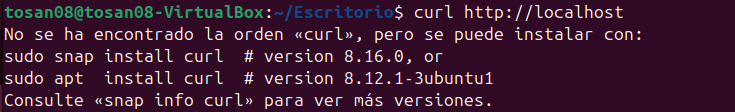 tosan08@tosan08-VirtualBox:~/Escritorio$ curl http://localhost
No se ha encontrado la orden «curl», pero se puede instalar con:
sudo snap install curl  # version 8.16.0, or
sudo apt  install curl  # version 8.12.1-3ubuntu1
Consulte «snap info curl» para ver más versiones.